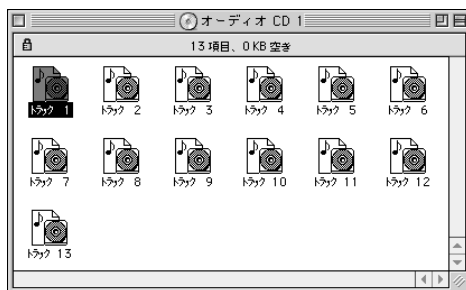 オーディオ CD 1
13 項目、0 KB 空き
トラック 1 トラック 2 トラック 3 トラック 4 トラック 5 トラック 6
トラック 7 トラック 8 トラック 9 トラック 10 トラック 11 トラック 12
トラック 13